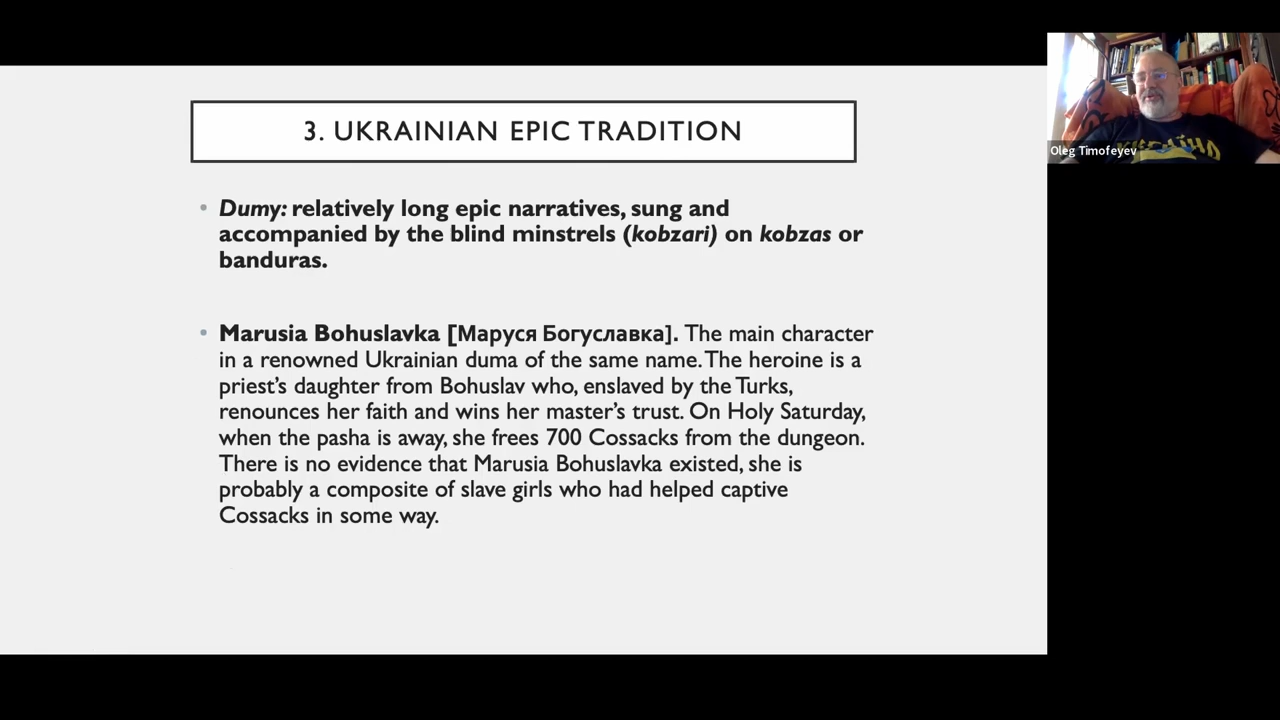 3. UKRAINIAN EPIC TRADITION
• Dumy: relatively long epic narratives, sung and
accompanied by the blind minstrels (kobzari) on kobzas or
banduras.
• Marusia Bohuslavka [Маруся Богуславка]. The main character
in a renowned Ukrainian duma of the same name. The heroine is a
priest’s daughter from Bohuslav who, enslaved by the Turks,
renounces her faith and wins her master’s trust. On Holy Saturday,
when the pasha is away, she frees 700 Cossacks from the dungeon.
There is no evidence that Marusia Bohuslavka existed, she is
probably a composite of slave girls who had helped captive
Cossacks in some way.
Oleg Timofeyev